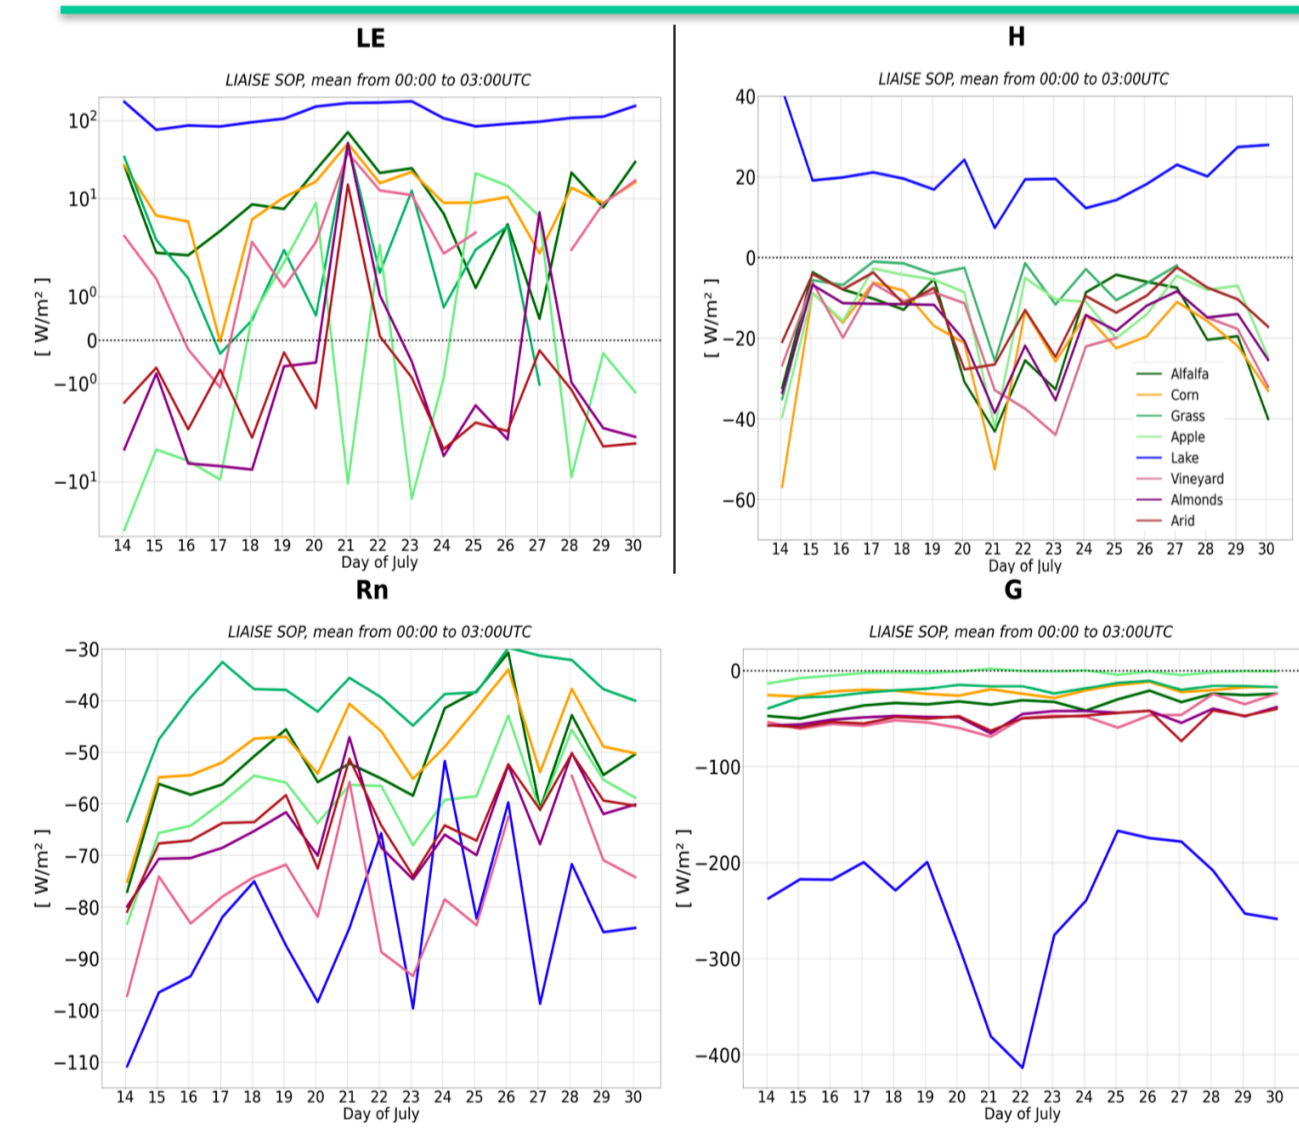 LE
LIAISE SOP, mean from 00:00 to 03:00UTC
[ W/m² ]
10²
10¹
10⁰
0
−10⁰
−10¹
14 15 16 17 18 19 20 21 22 23 24 25 26 27 28 29 30
Day of July
H
LIAISE SOP, mean from 00:00 to 03:00UTC
[ W/m² ]
40
20
0
−20
−40
−60
Alfalfa
Corn
Grass
Apple
Lake
Vineyard
Almonds
Arid
14 15 16 17 18 19 20 21 22 23 24 25 26 27 28 29 30
Day of July
Rn
LIAISE SOP, mean from 00:00 to 03:00UTC
[ W/m² ]
−30
−40
−50
−60
−70
−80
−90
−100
−110
14 15 16 17 18 19 20 21 22 23 24 25 26 27 28 29 30
Day of July
G
LIAISE SOP, mean from 00:00 to 03:00UTC
[ W/m² ]
0
−100
−200
−300
−400
14 15 16 17 18 19 20 21 22 23 24 25 26 27 28 29 30
Day of July